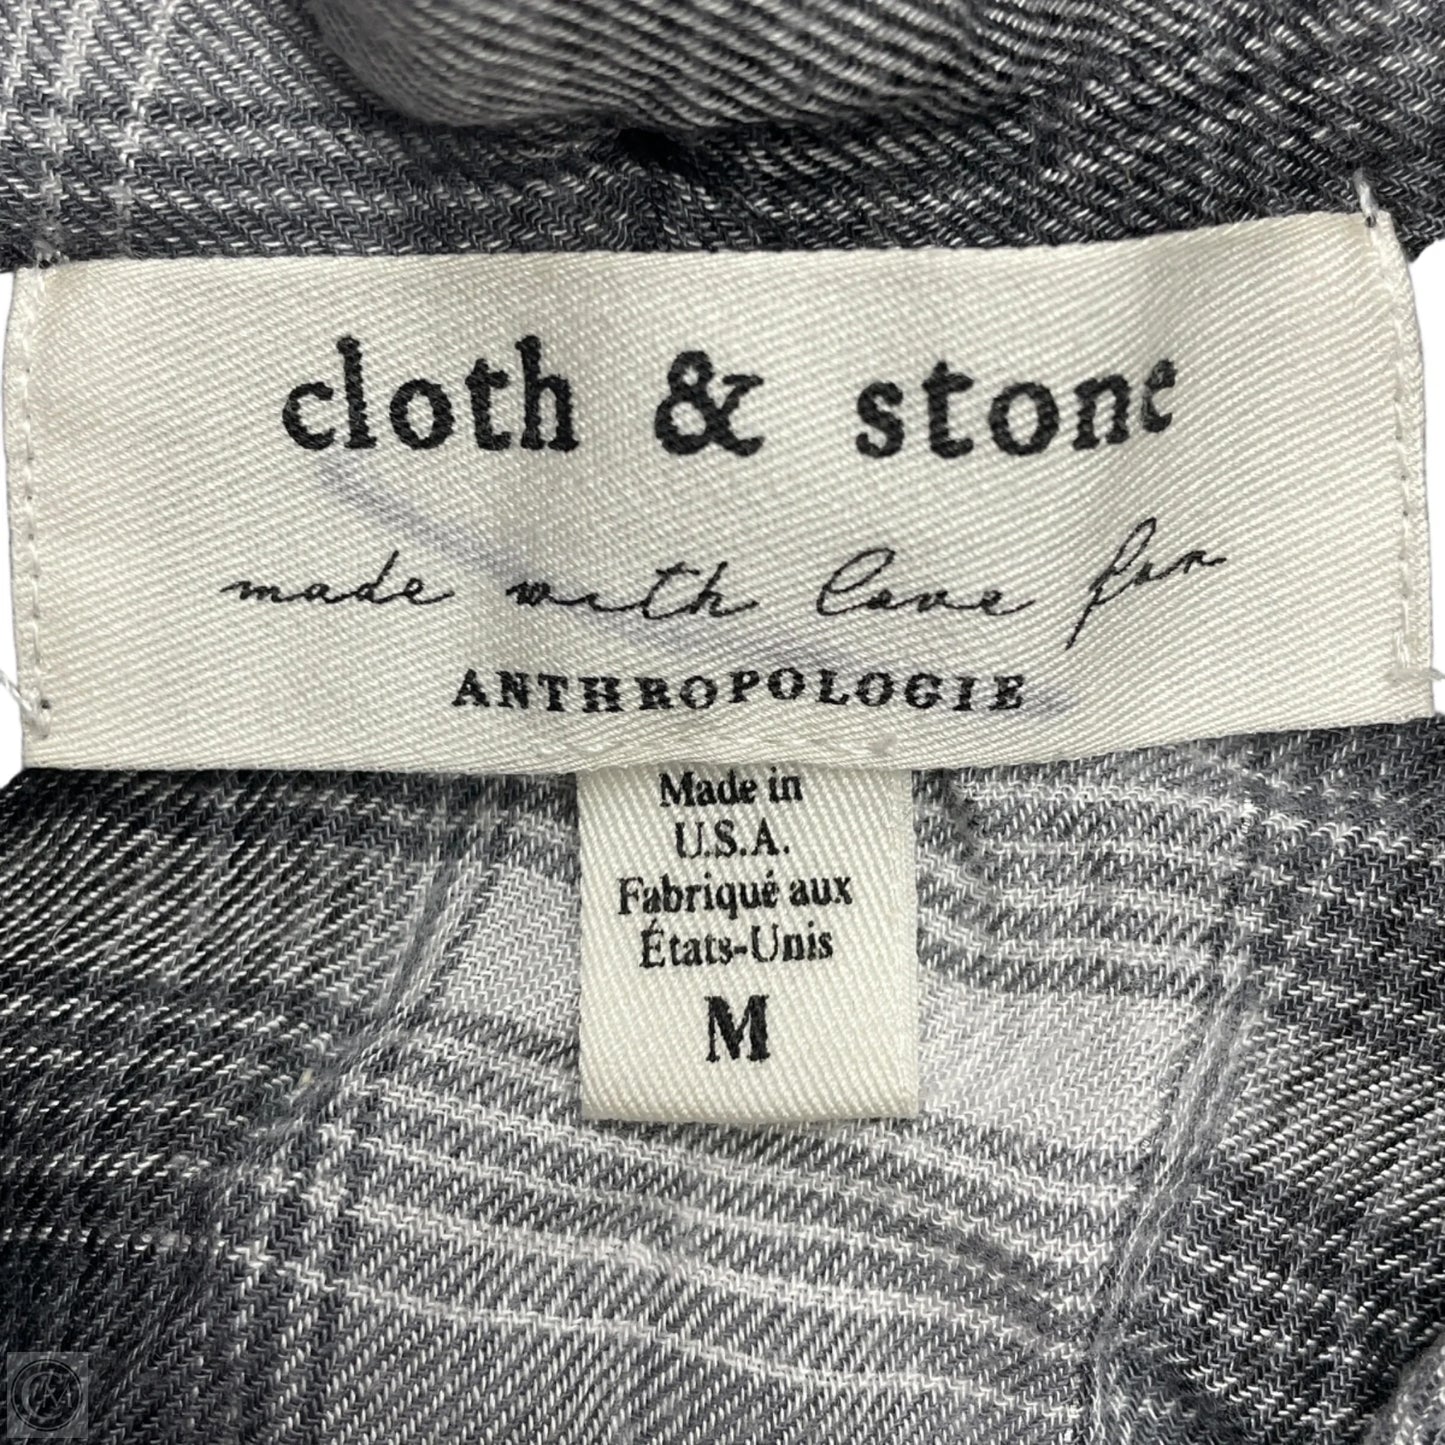 cloth & stone
made with love for
ANTHROPOLOGIE
Made in
U.S.A.
Fabriqué aux
États-Unis
M